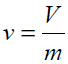 v = V/m